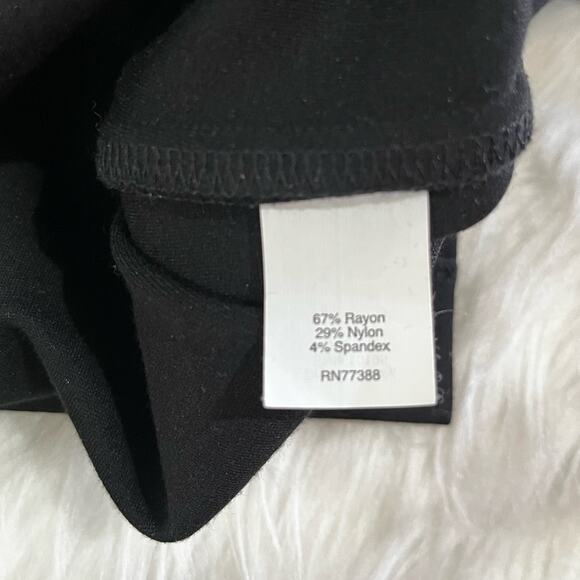 67% Rayon
29% Nylon
4% Spandex
RN77388